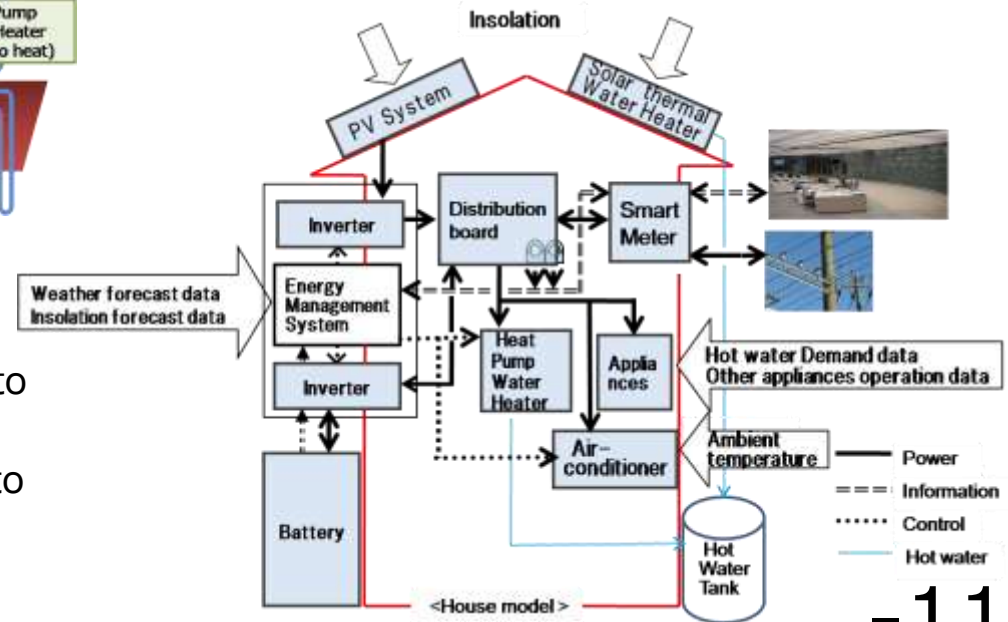 Pump
Heater
o heat)
Insolation
PV System
Solar thermal
Water Heater
Inverter
Distribution
board
Smart
Meter
Weather forecast data
Insolation forecast data
Energy
Management
System
Inverter
Heat
Pump
Water
Heater
Applia
nces
Hot water Demand data
Other appliances operation data
to
to
Air-
conditioner
Ambient
temperature
Battery
Hot
Water
Tank
Power
Information
Control
Hot water
<House model>
11